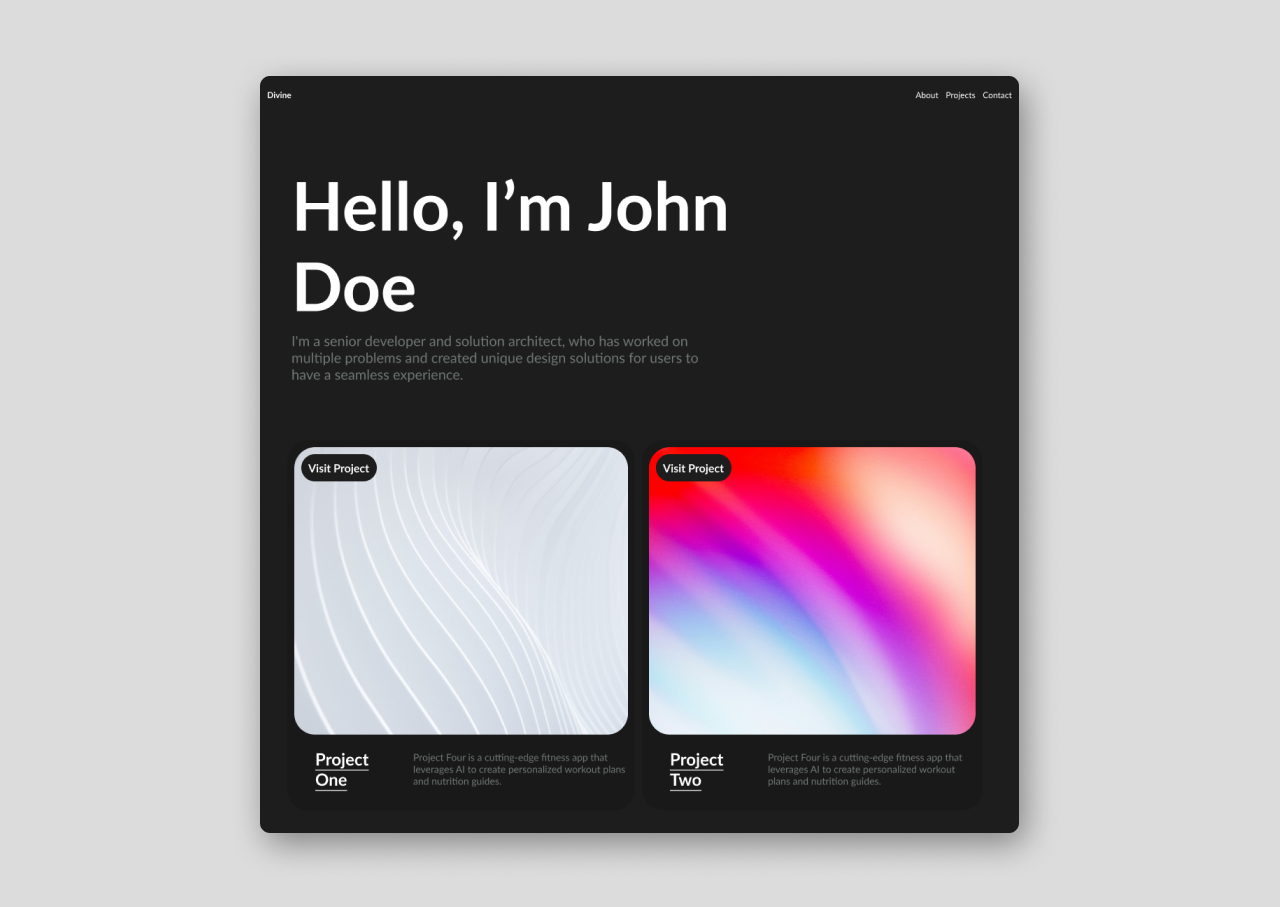 Divine
About Projects Contact
Hello, I’m John
Doe
I'm a senior developer and solution architect, who has worked on
multiple problems and created unique design solutions for users to
have a seamless experience.
Visit Project
Visit Project
Project
One
Project Four is a cutting-edge fitness app that
leverages AI to create personalized workout plans
and nutrition guides.
Project
Two
Project Four is a cutting-edge fitness app that
leverages AI to create personalized workout
plans and nutrition guides.